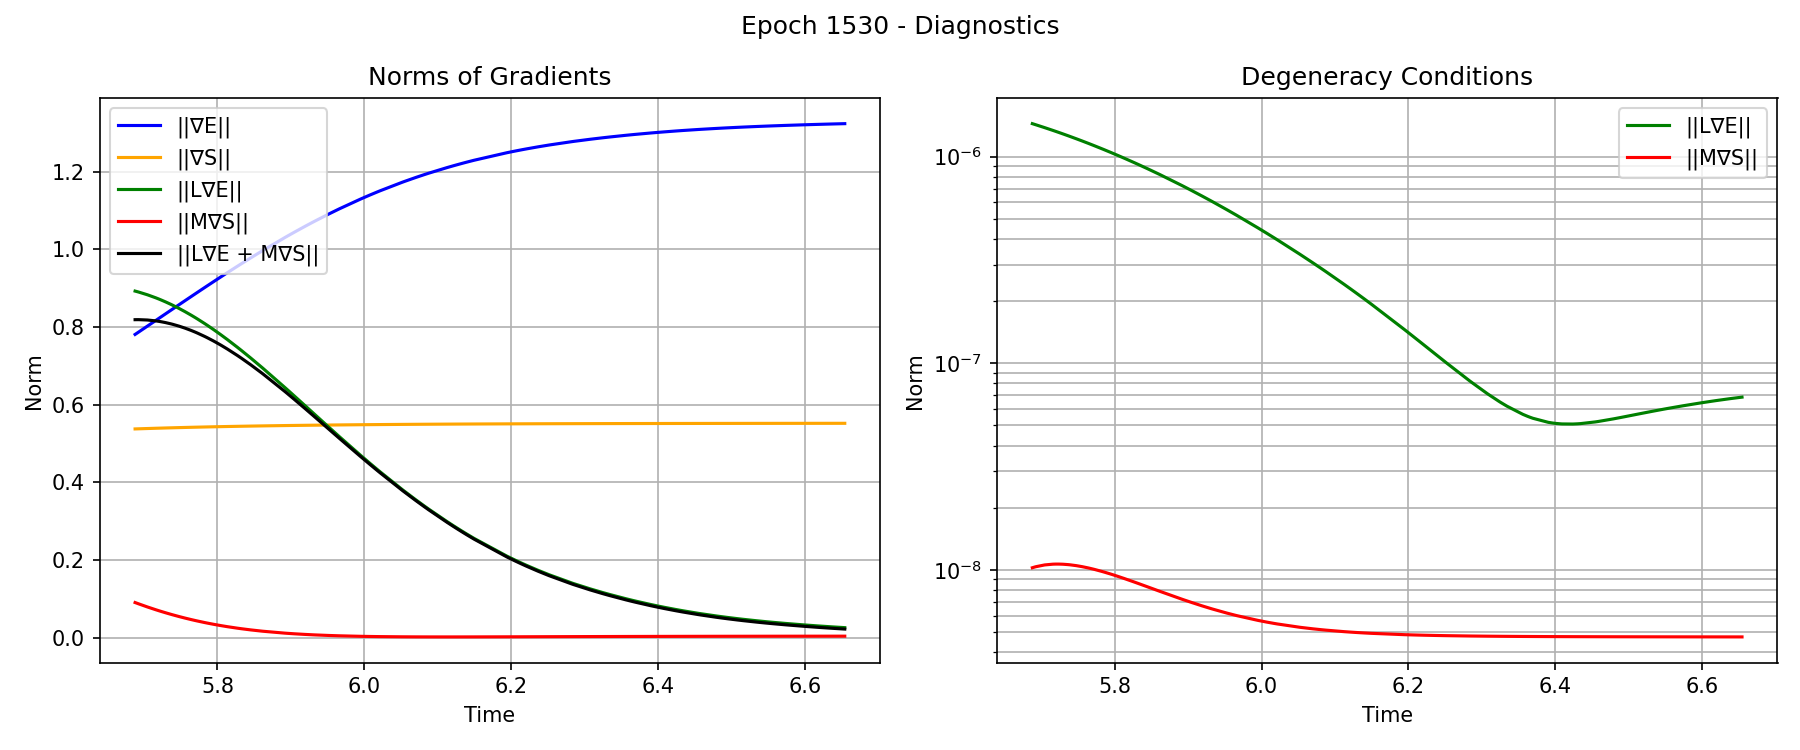 Epoch 1530 - Diagnostics
Norms of Gradients
||∇E||
||∇S||
||L∇E||
||M∇S||
||L∇E + M∇S||
Norm
1.2
1.0
0.8
0.6
0.4
0.2
0.0
5.8 6.0 6.2 6.4 6.6
Time
Degeneracy Conditions
||L∇E||
||M∇S||
Norm
10⁻⁶
10⁻⁷
10⁻⁸
5.8 6.0 6.2 6.4 6.6
Time